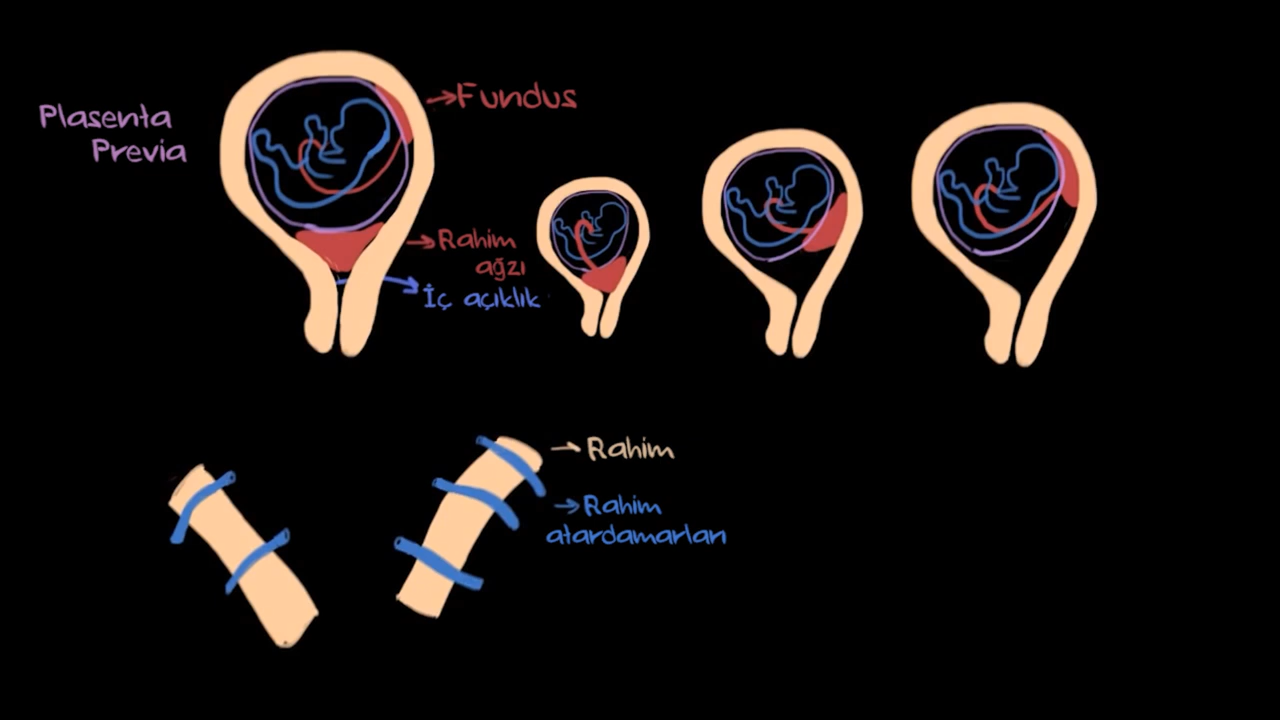 Plasenta
Previa
Fundus
Rahim
ağzı
İç açıklık
Rahim
Rahim
atardamarları